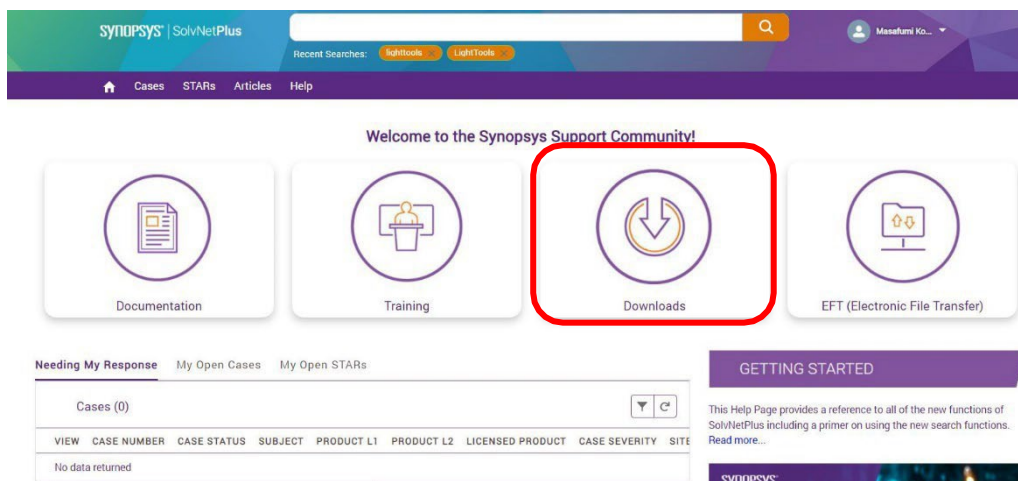 SYNOPSYS® | SolvNetPlus
Masafumi Ko...
Recent Searches: lighttools × LightTools ×
Cases STARs Articles Help
Welcome to the Synopsys Support Community!
Documentation Training Downloads EFT (Electronic File Transfer)
Needing My Response My Open Cases My Open STARs
GETTING STARTED
Cases (0)
This Help Page provides a reference to all of the new functions of
SolvNetPlus including a primer on using the new search functions.
Read more...
VIEW CASE NUMBER CASE STATUS SUBJECT PRODUCT L1 PRODUCT L2 LICENSED PRODUCT CASE SEVERITY SITE
No data returned
SYNOPSYS®